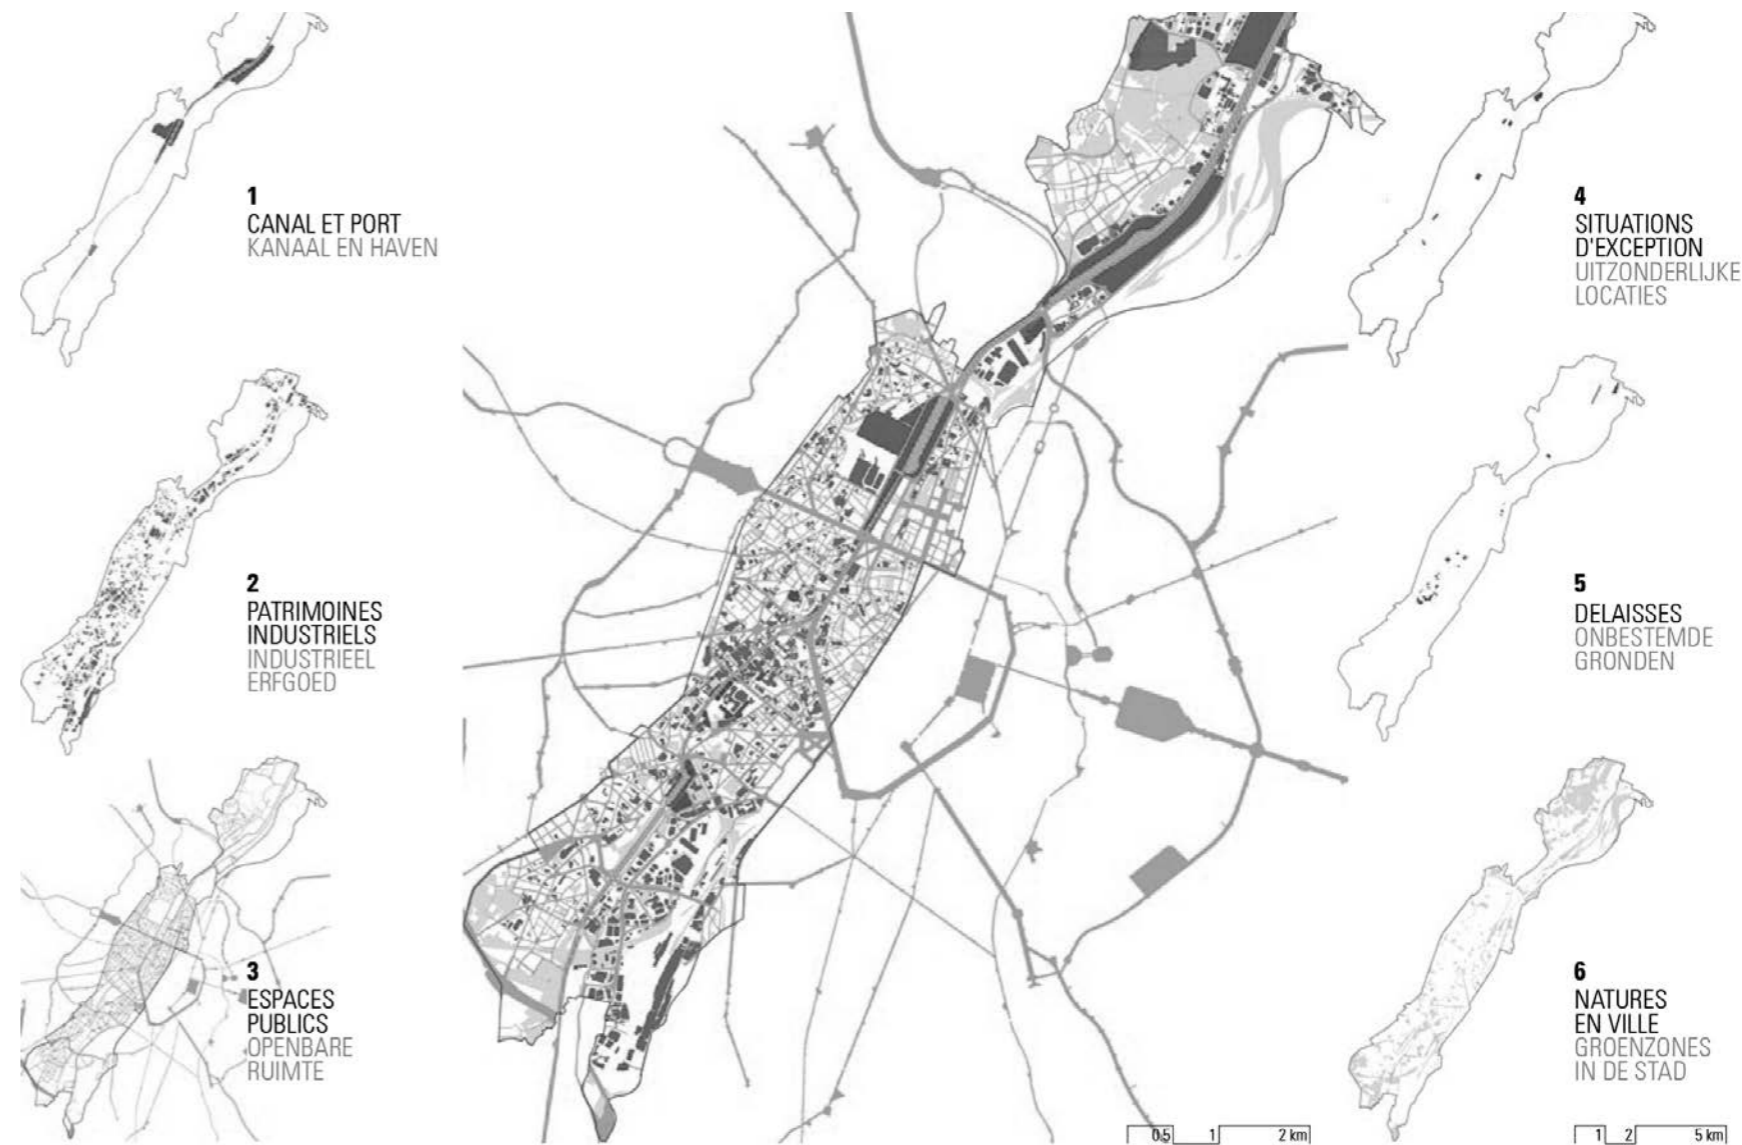 1
CANAL ET PORT
KANAAL EN HAVEN
2
PATRIMOINES
INDUSTRIELS
INDUSTRIEEL
ERFGOED
3
ESPACES
PUBLICS
OPENBARE
RUIMTE
4
SITUATIONS
D'EXCEPTION
UITZONDERLIJKE
LOCATIES
5
DELAISSES
ONBESTEMDE
GRONDEN
6
NATURES
EN VILLE
GROENZONES
IN DE STAD
0.5 1 2 km
1 2 5 km